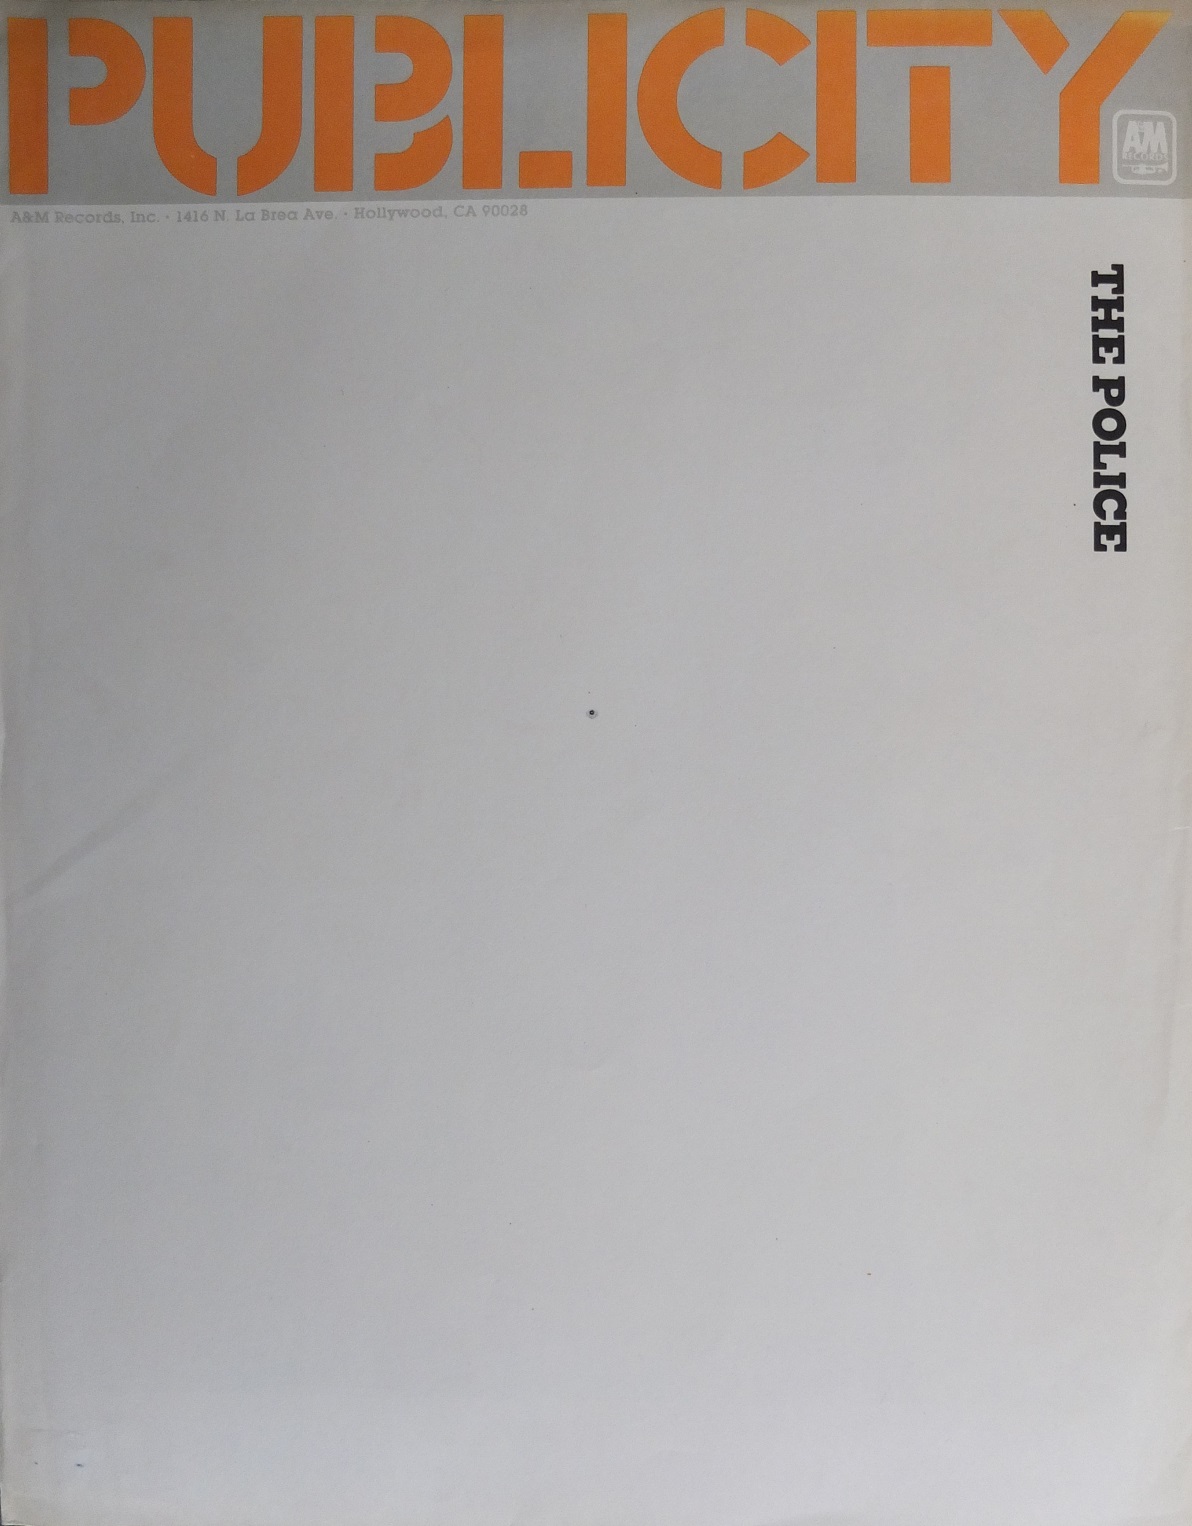 PUBLICITY
A&M RECORDS
A&M Records, Inc. · 1416 N. La Brea Ave. · Hollywood, CA 90028
THE POLICE